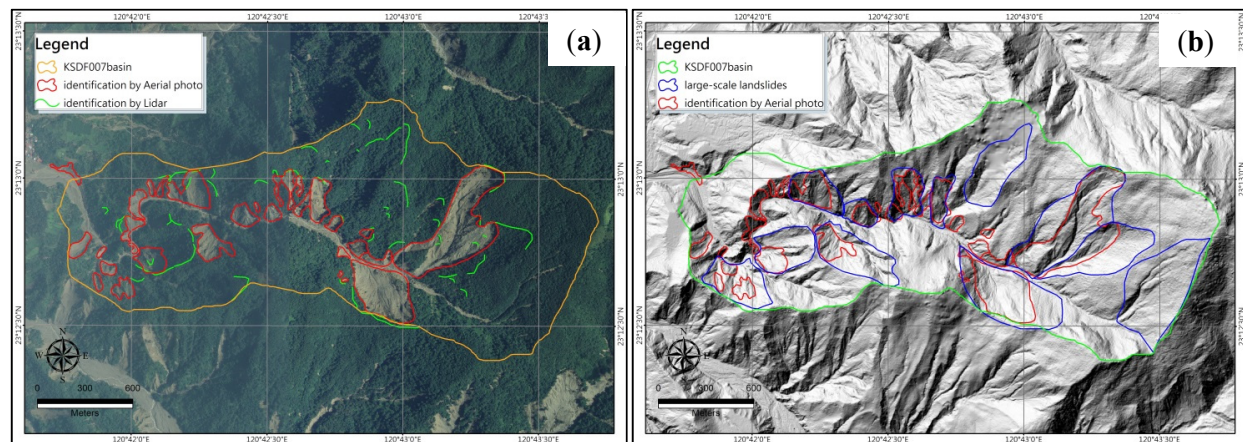 120°42'0"E 120°42'30"E 120°43'0"E 120°43'3
(a)
Legend
KSDF007basin
identification by Aerial photo
identification by Lidar
23°13'30"N
23°13'0"N
23°12'30"N
N
W E
S
0 300 600
Meters
120°42'0"E 120°42'30"E 120°43'0"E 120°43'30"E
120°42'0"E 120°42'30"E 120°43'0"E 120°4
(b)
Legend
KSDF007basin
large-scale landslides
identification by Aerial photo
23°13'30"N
23°13'0"N
23°12'30"N
N
W E
S
0 300 600
Meters
120°42'0"E 120°42'30"E 120°43'0"E 120°43'30"E